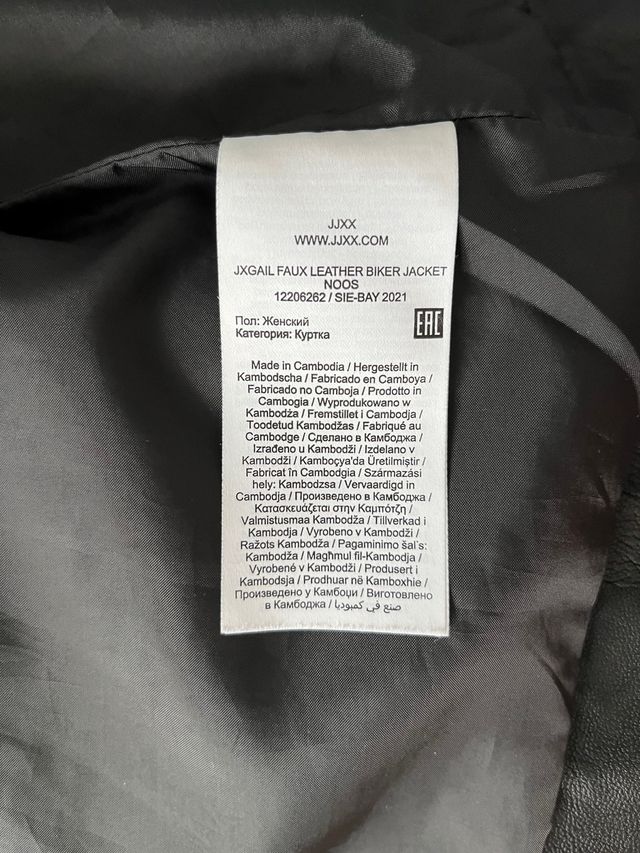 JJXX
WWW.JJXX.COM
JXGAIL FAUX LEATHER BIKER JACKET
NOOS
12206262 / SIE-BAY 2021
Пол: Женский
Категория: Куртка
EAC
Made in Cambodia / Hergestellt in
Kambodscha / Fabricado en Camboya /
Fabricado no Camboja / Prodotto in
Cambogia / Wyprodukowano w
Kambodża / Fremstillet i Cambodja /
Toodetud Kambodžas / Fabriqué au
Cambodge / Сделано в Камбоджа /
Izrađeno u Kambodži / Izdelano v
Kambodži / Kamboçya'da Üretilmiştir /
Fabricat în Cambodgia / Származási
hely: Kambodzsa / Vervaardigd in
Cambodja / Произведено в Камбоджа /
Κατασκευάζεται στην Καμπότζη /
Valmistusmaa Kambodža / Tillverkad i
Kambodja / Vyrobeno v Kambodži /
Ražots Kambodža / Pagaminimo šal's:
Kambodža / Magħmul fil-Kambodja /
Vyrobené v Kambodži / Produsert i
Kambodsja / Prodhuar në Kamboxhie /
Произведено у Камбоџи / Виготовлено
в Камбоджа / صنع في كمبوديا